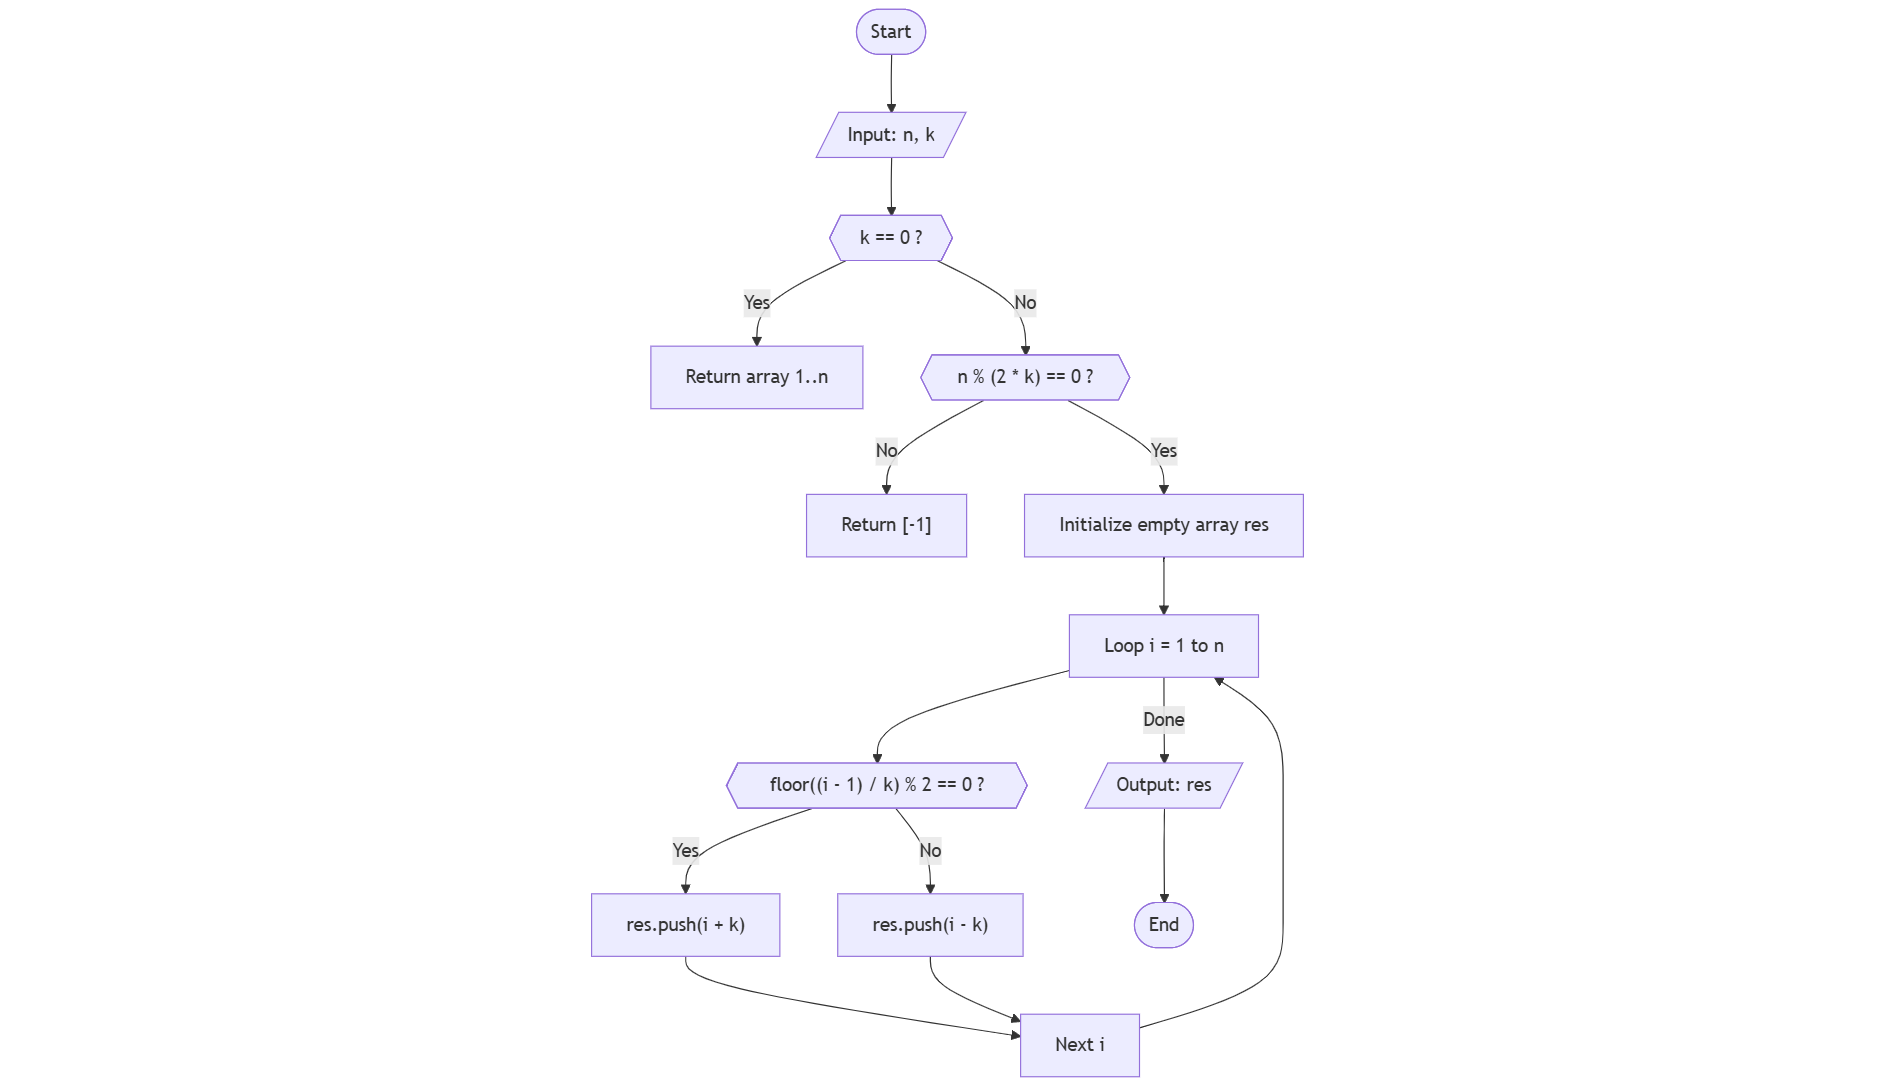 Start
Input: n, k
k == 0 ?
Yes
No
Return array 1..n
n % (2 * k) == 0 ?
No
Yes
Return [-1]
Initialize empty array res
Loop i = 1 to n
Done
floor((i - 1) / k) % 2 == 0 ?
Output: res
Yes
No
res.push(i + k)
res.push(i - k)
End
Next i